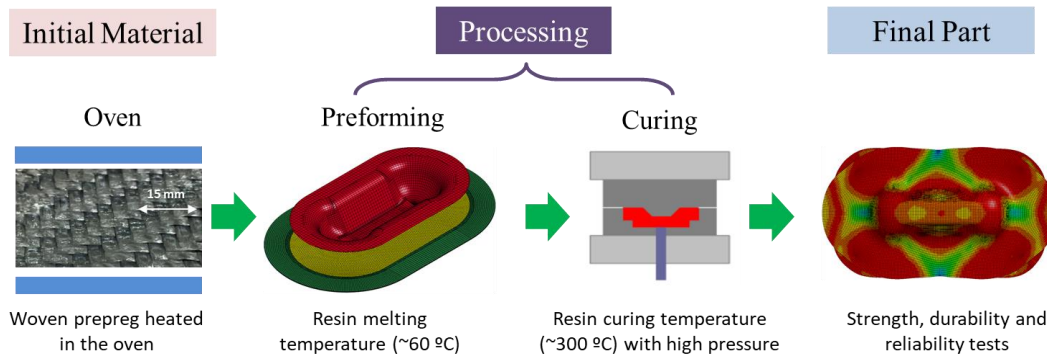 Initial Material
Processing
Final Part
Oven
Preforming
Curing
15 mm
Woven prepreg heated
in the oven
Resin melting
temperature (~60 ºC)
Resin curing temperature
(~300 ºC) with high pressure
Strength, durability and
reliability tests